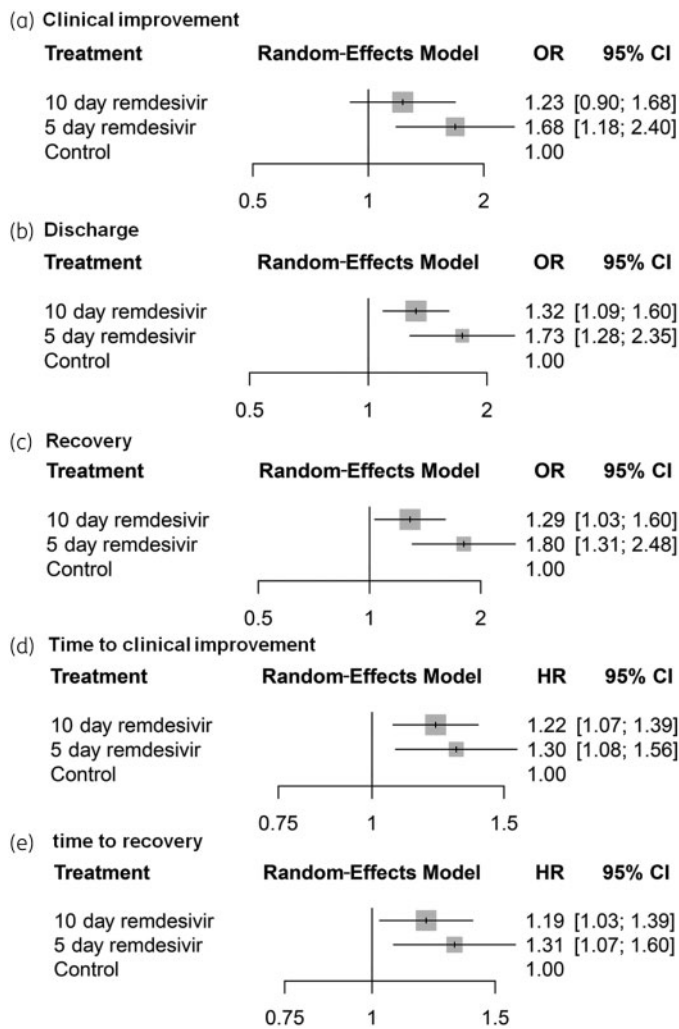 (a) Clinical improvement
Treatment Random-Effects Model OR 95% CI
10 day remdesivir 1.23 [0.90; 1.68]
5 day remdesivir 1.68 [1.18; 2.40]
Control 1.00
0.5 1 2
(b) Discharge
Treatment Random-Effects Model OR 95% CI
10 day remdesivir 1.32 [1.09; 1.60]
5 day remdesivir 1.73 [1.28; 2.35]
Control 1.00
0.5 1 2
(c) Recovery
Treatment Random-Effects Model OR 95% CI
10 day remdesivir 1.29 [1.03; 1.60]
5 day remdesivir 1.80 [1.31; 2.48]
Control 1.00
0.5 1 2
(d) Time to clinical improvement
Treatment Random-Effects Model HR 95% CI
10 day remdesivir 1.22 [1.07; 1.39]
5 day remdesivir 1.30 [1.08; 1.56]
Control 1.00
0.75 1 1.5
(e) time to recovery
Treatment Random-Effects Model HR 95% CI
10 day remdesivir 1.19 [1.03; 1.39]
5 day remdesivir 1.31 [1.07; 1.60]
Control 1.00
0.75 1 1.5